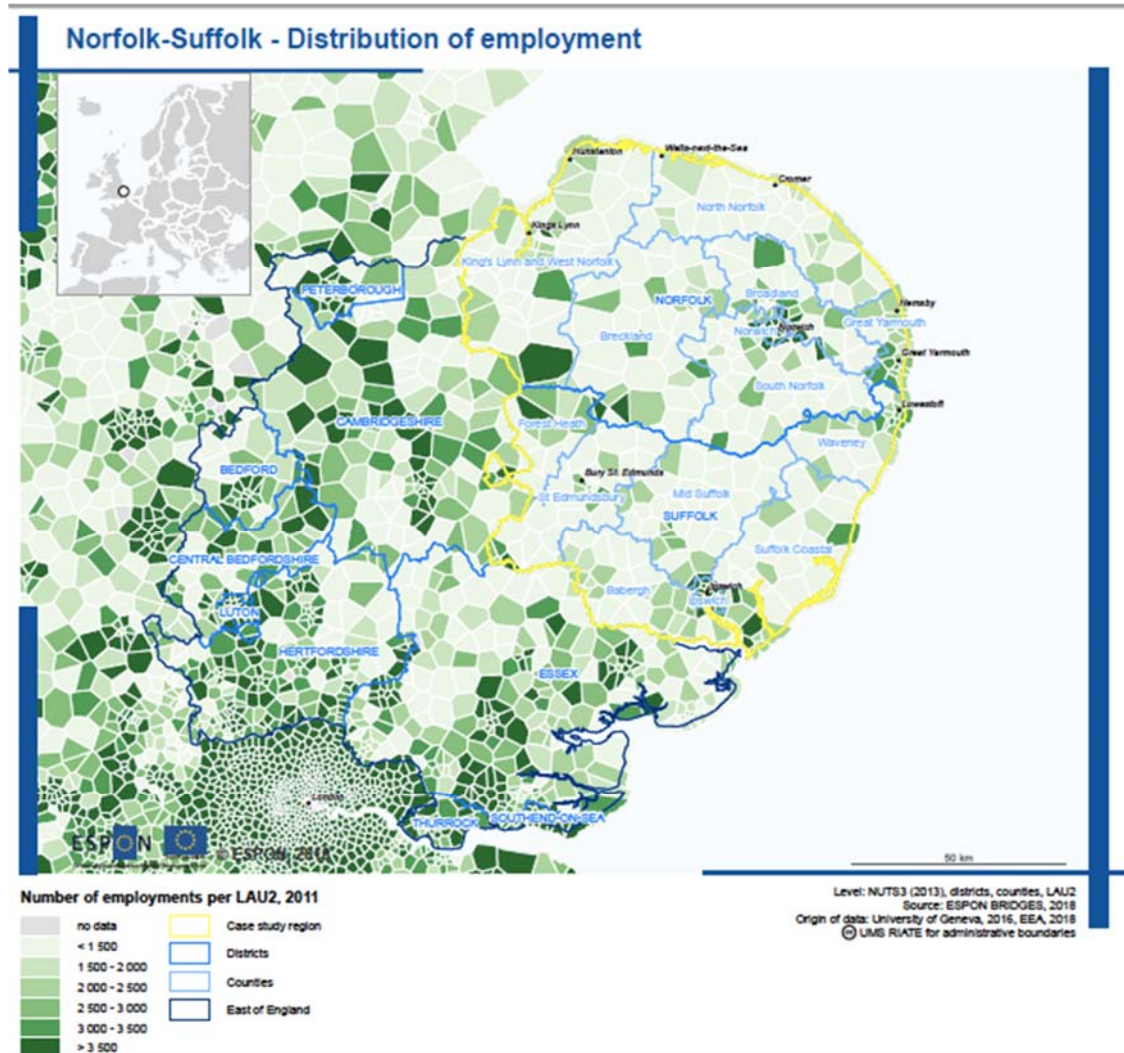 Norfolk-Suffolk - Distribution of employment
Hunstanton
Wells-next-the-Sea
Cromer
North Norfolk
Kings Lynn
King's Lynn and West Norfolk
PETERBOROUGH
NORFOLK
Broadland
Hemsby
Great Yarmouth
Norwich
Norwich
Breckland
Great Yarmouth
South Norfolk
Lowestoft
Forest Heath
CAMBRIDGESHIRE
Waveney
BEDFORD
Bury St. Edmunds
Mid Suffolk
St Edmundsbury
SUFFOLK
Suffolk Coastal
CENTRAL BEDFORDSHIRE
Babergh
Ipswich
Ipswich
LUTON
HERTFORDSHIRE
ESSEX
London
THURROCK
SOUTHEND-ON-SEA
ESPON
© ESPON, 2018
50 km
Number of employments per LAU2, 2011
no data
< 1 500
1 500 - 2 000
2 000 - 2 500
2 500 - 3 000
3 000 - 3 500
> 3 500
Case study region
Districts
Counties
East of England
Level: NUTS3 (2013), districts, counties, LAU2
Source: ESPON BRIDGES, 2018
Origin of data: University of Geneva, 2016, EEA, 2018
UMS RIATE for administrative boundaries